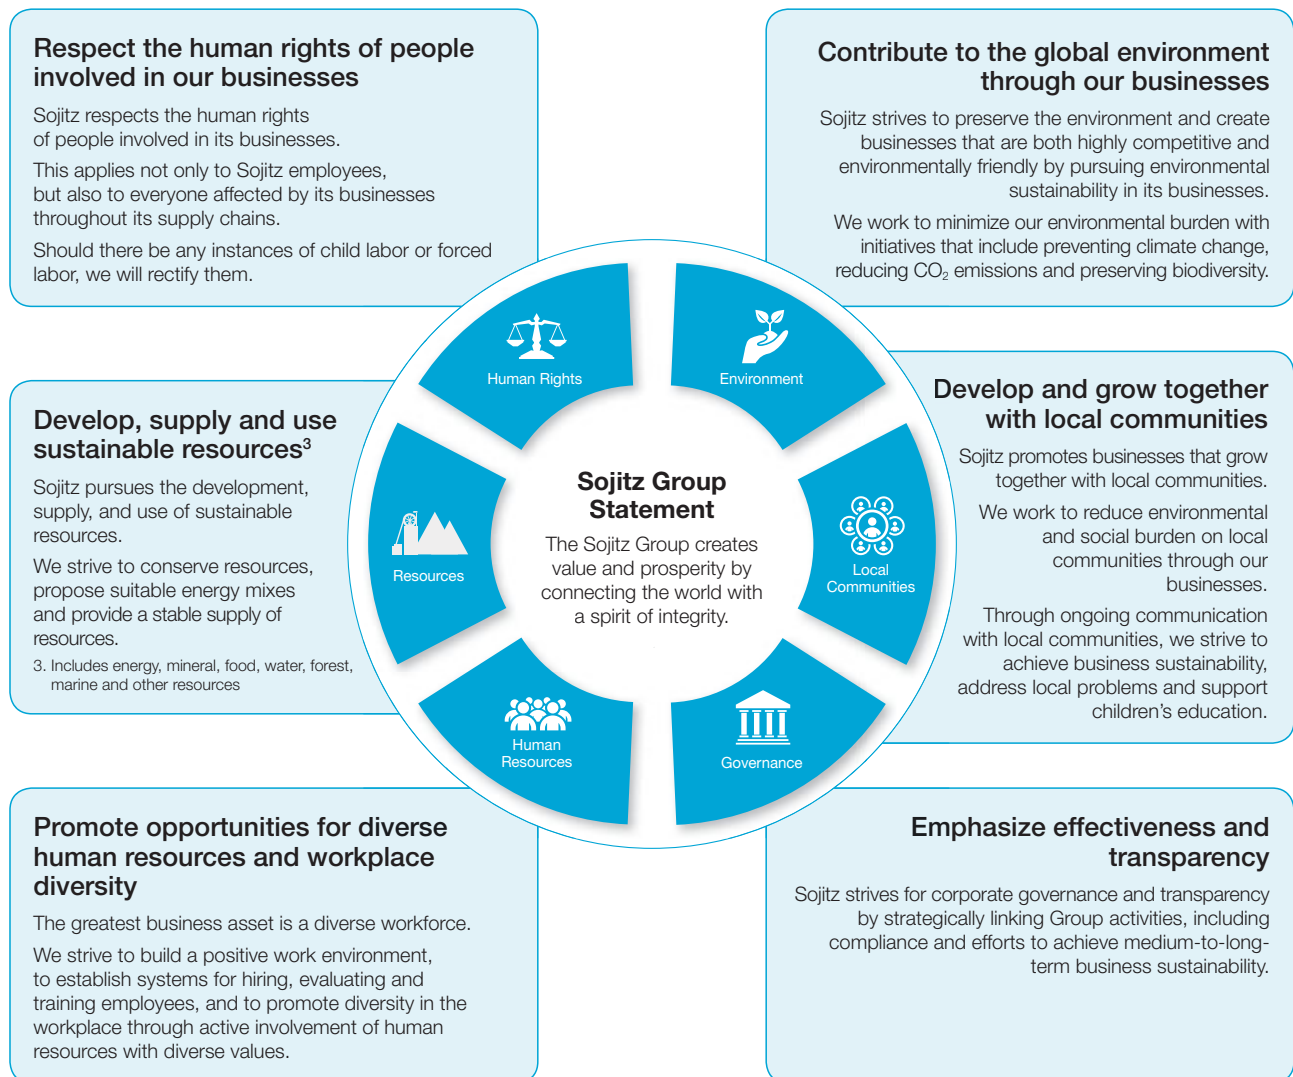 Respect the human rights of people
involved in our businesses
Sojitz respects the human rights
of people involved in its businesses.
This applies not only to Sojitz employees,
but also to everyone affected by its businesses
throughout its supply chains.
Should there be any instances of child labor or forced
labor, we will rectify them.
Contribute to the global environment
through our businesses
Sojitz strives to preserve the environment and create
businesses that are both highly competitive and
environmentally friendly by pursuing environmental
sustainability in its businesses.
We work to minimize our environmental burden with
initiatives that include preventing climate change,
reducing CO₂ emissions and preserving biodiversity.
Develop, supply and use
sustainable resources³
Sojitz pursues the development,
supply, and use of sustainable
resources.
We strive to conserve resources,
propose suitable energy mixes
and provide a stable supply of
resources.
3. Includes energy, mineral, food, water, forest,
marine and other resources
Human Rights
Environment
Resources
Local
Communities
Human
Resources
Governance
Sojitz Group
Statement
The Sojitz Group creates
value and prosperity by
connecting the world with
a spirit of integrity.
Develop and grow together
with local communities
Sojitz promotes businesses that grow
together with local communities.
We work to reduce environmental
and social burden on local
communities through our
businesses.
Through ongoing communication
with local communities, we strive to
achieve business sustainability,
address local problems and support
children’s education.
Promote opportunities for diverse
human resources and workplace
diversity
The greatest business asset is a diverse workforce.
We strive to build a positive work environment,
to establish systems for hiring, evaluating and
training employees, and to promote diversity in the
workplace through active involvement of human
resources with diverse values.
Emphasize effectiveness and
transparency
Sojitz strives for corporate governance and transparency
by strategically linking Group activities, including
compliance and efforts to achieve medium-to-long-
term business sustainability.